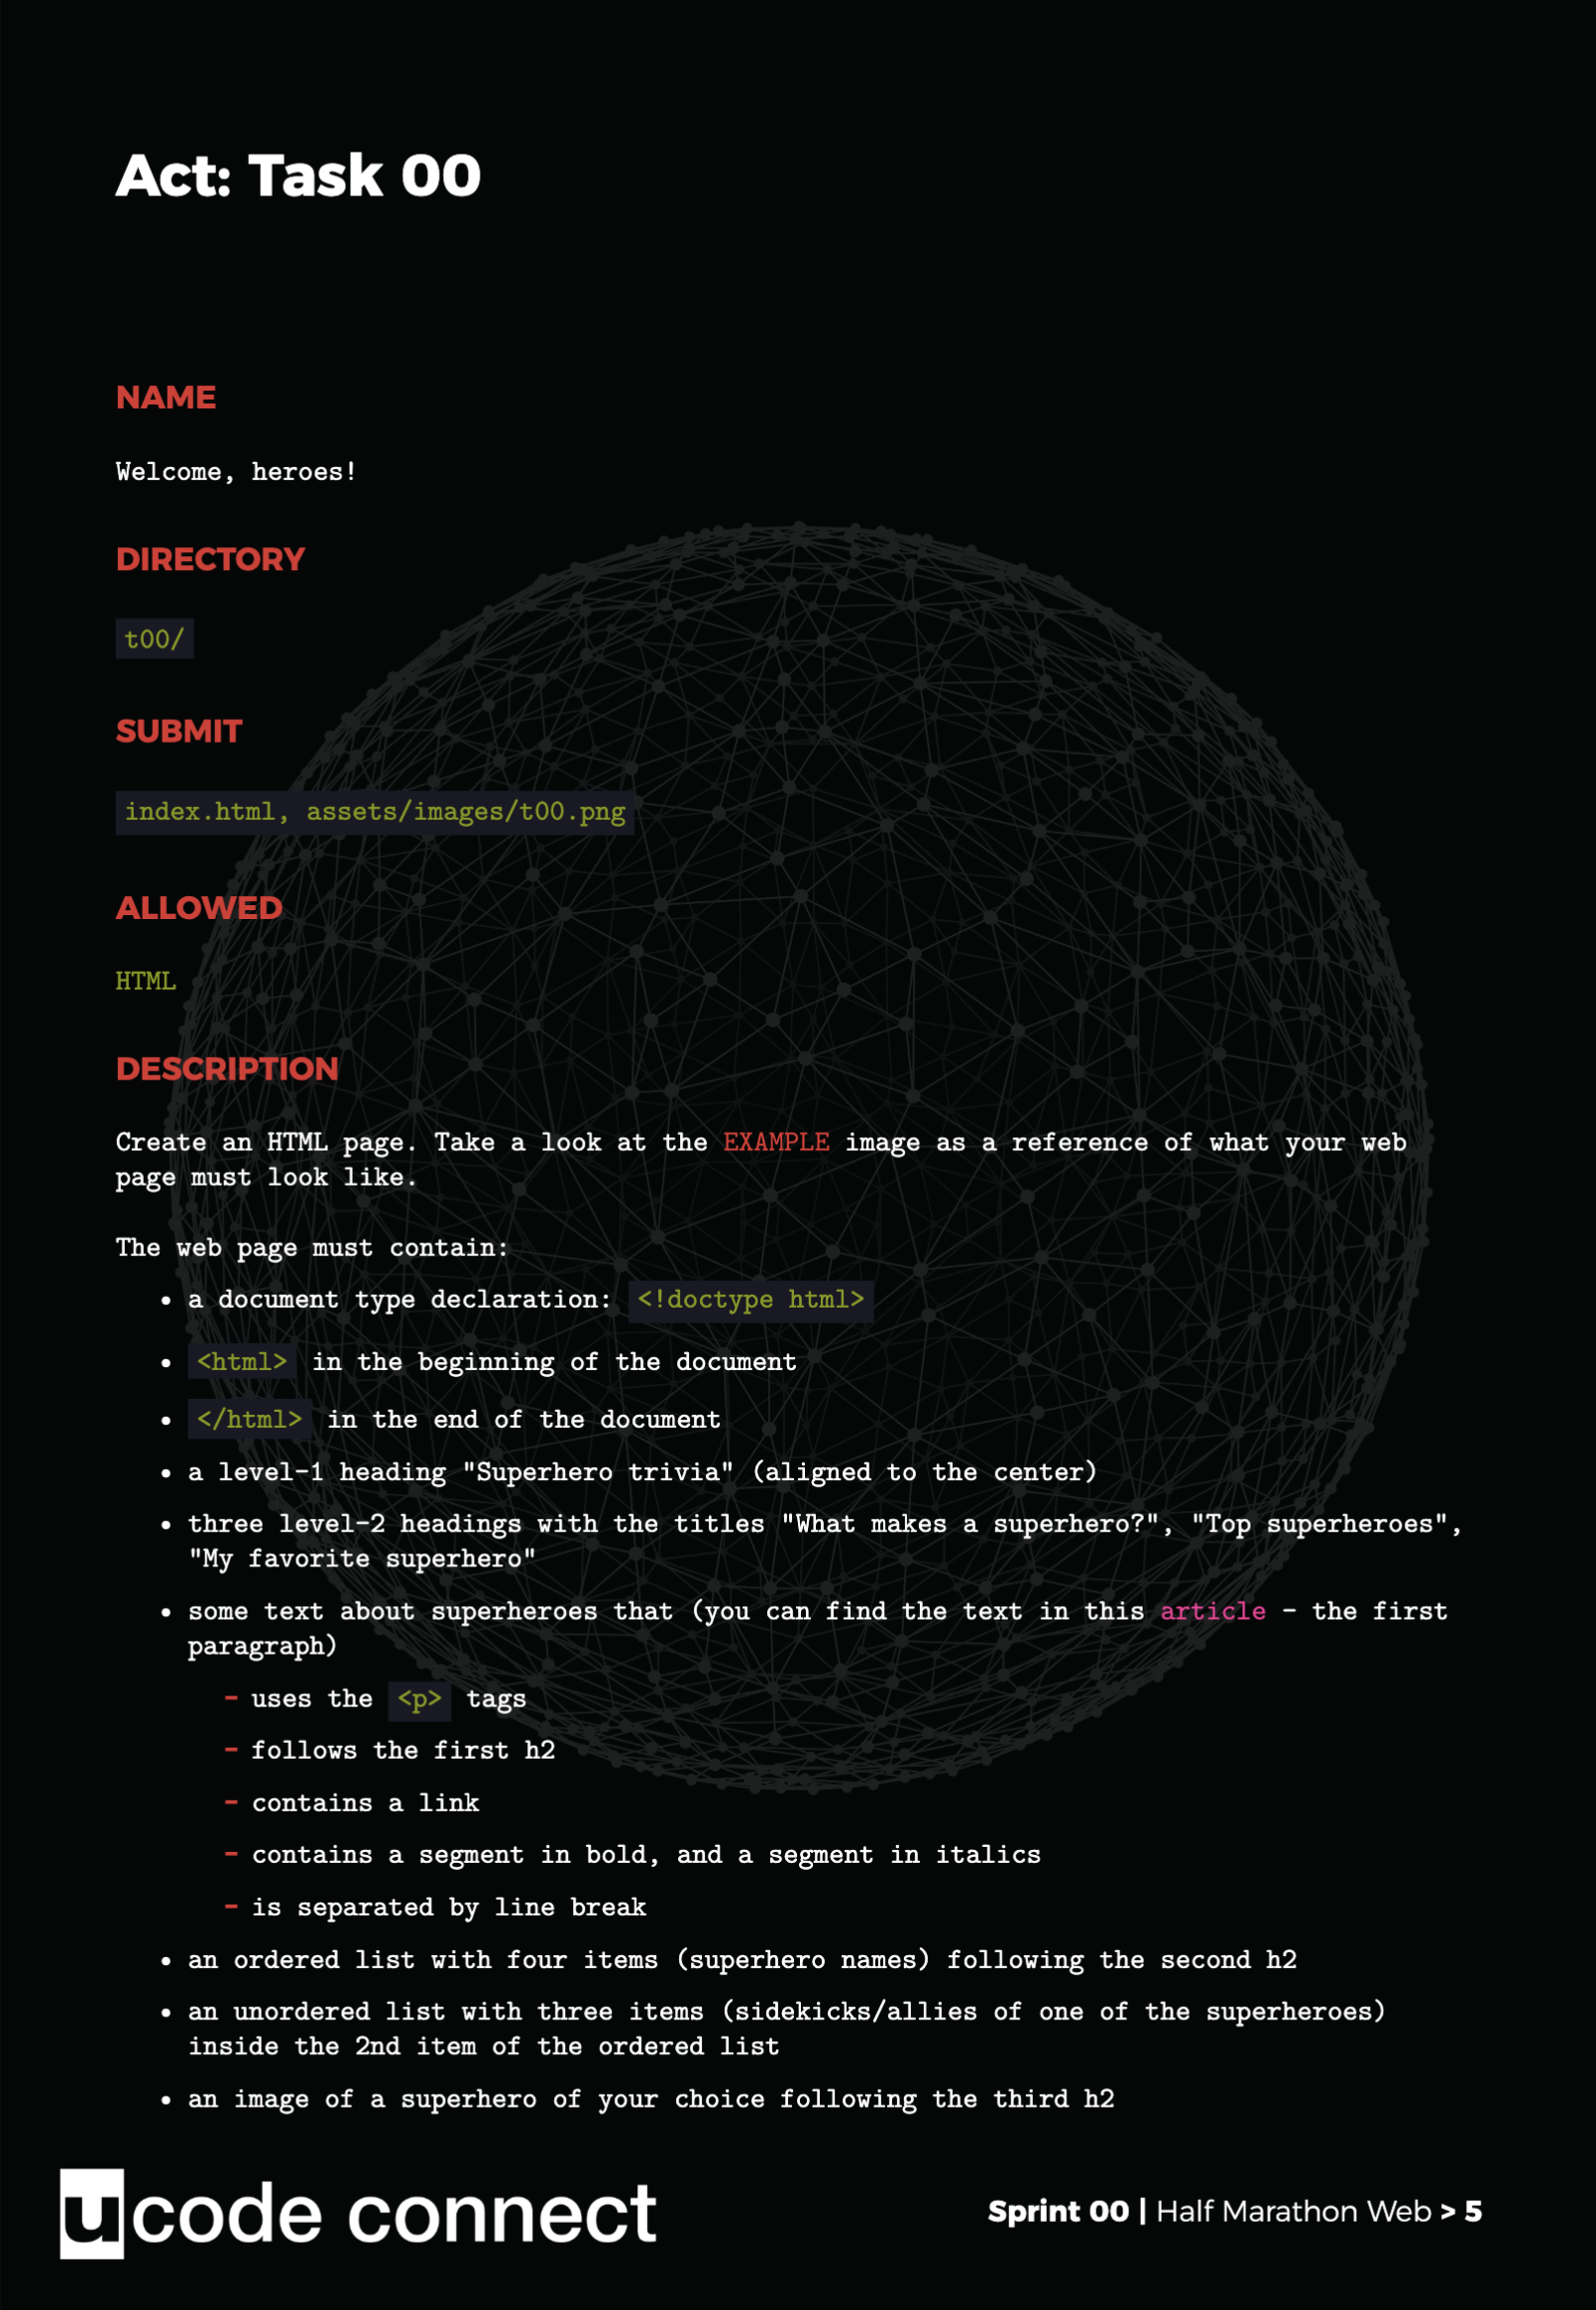 Act: Task 00
NAME
Welcome, heroes!
DIRECTORY
t00/
SUBMIT
index.html, assets/images/t00.png
ALLOWED
HTML
DESCRIPTION
Create an HTML page. Take a look at the EXAMPLE image as a reference of what your web
page must look like.
The web page must contain:
• a document type declaration: <!doctype html>
• <html> in the beginning of the document
• </html> in the end of the document
• a level-1 heading "Superhero trivia" (aligned to the center)
• three level-2 headings with the titles "What makes a superhero?", "Top superheroes",
"My favorite superhero"
• some text about superheroes that (you can find the text in this article - the first
paragraph)
- uses the <p> tags
- follows the first h2
- contains a link
- contains a segment in bold, and a segment in italics
- is separated by line break
• an ordered list with four items (superhero names) following the second h2
• an unordered list with three items (sidekicks/allies of one of the superheroes)
inside the 2nd item of the ordered list
• an image of a superhero of your choice following the third h2
ucode connect
Sprint 00 | Half Marathon Web > 5